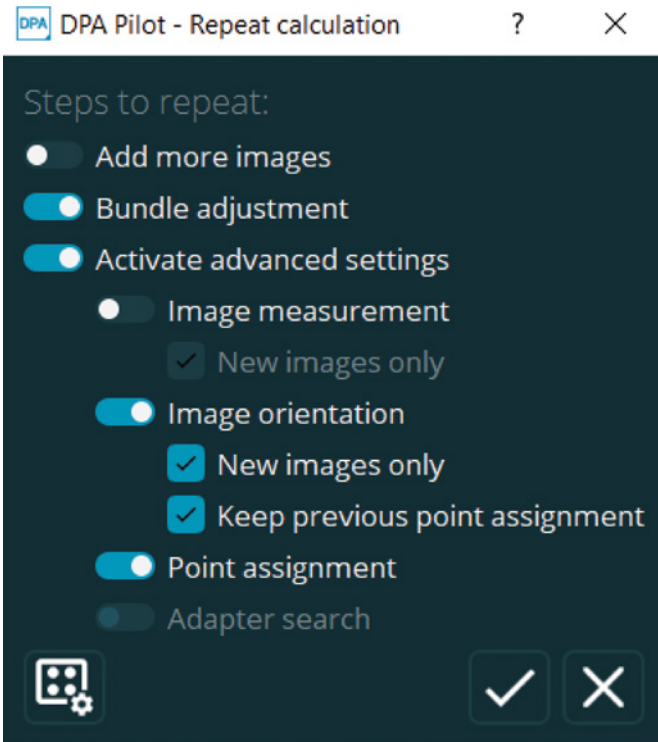 DPA DPA Pilot - Repeat calculation ?
Steps to repeat:
Add more images
Bundle adjustment
Activate advanced settings
Image measurement
New images only
Image orientation
New images only
Keep previous point assignment
Point assignment
Adapter search